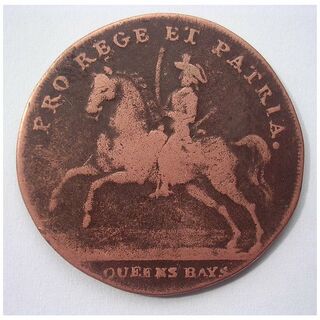 PRO REGE ET PATRIA.
QUEENS BAYS